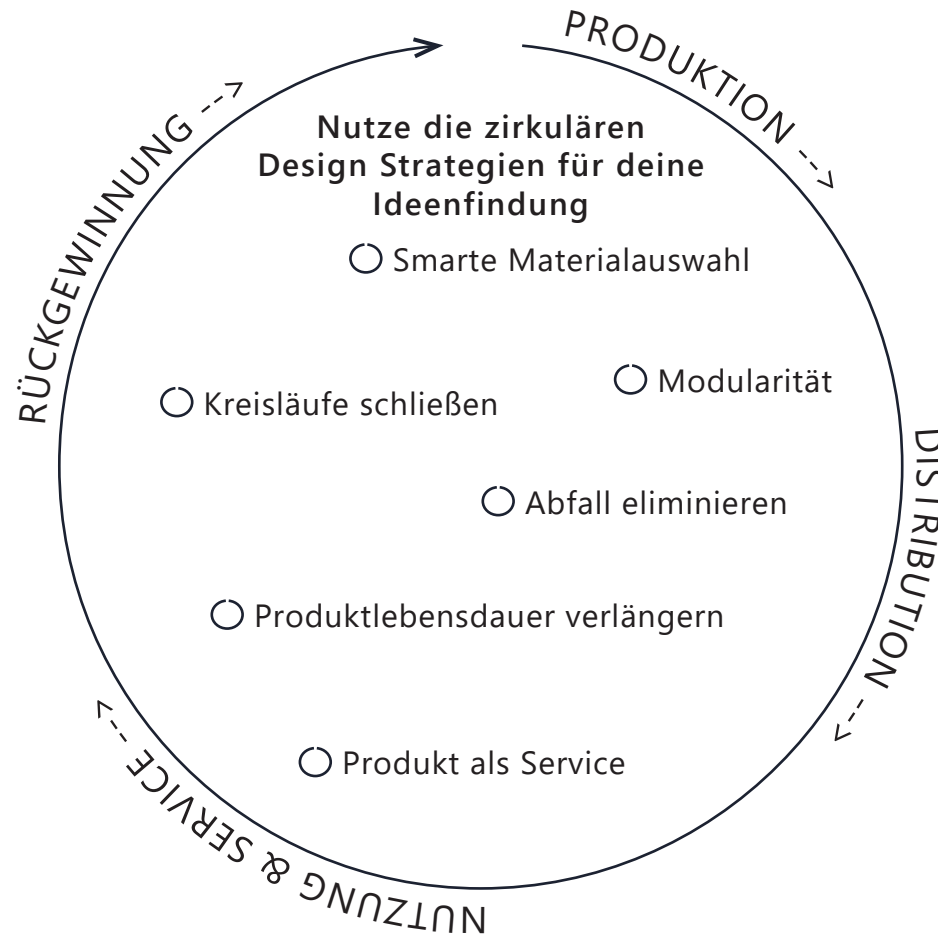 PRODUKTION -->
Nutze die zirkulären
Design Strategien für deine
Ideenfindung
Smarte Materialauswahl
Modularität
Kreisläufe schließen
Abfall eliminieren
Produktlebensdauer verlängern
Produkt als Service
DISTRIBUTION -->
NUTZUNG & SERVICE -->
RÜCKGEWINNUNG -->